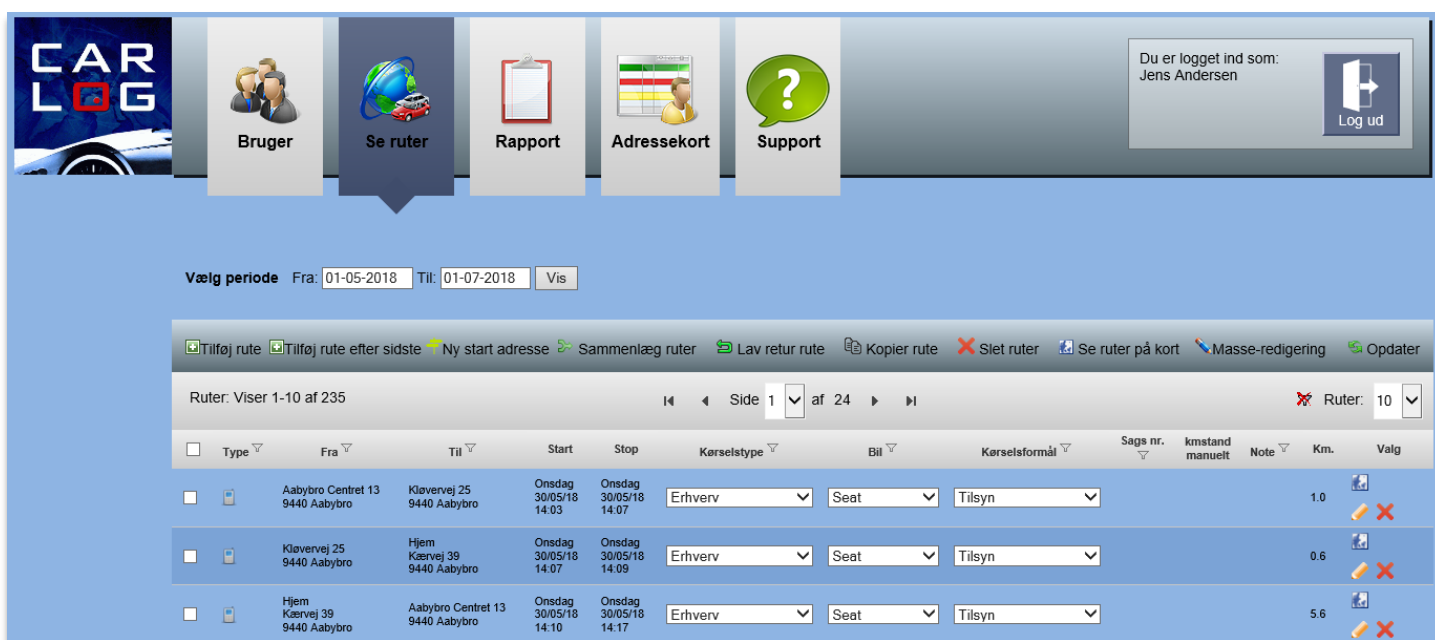 CAR
LOG
Bruger
Se ruter
Rapport
Adressekort
?
Support
Du er logget ind som:
Jens Andersen
Log ud
Vælg periode Fra: 01-05-2018 Til: 01-07-2018 Vis
Tilføj rute Tilføj rute efter sidste Ny start adresse Sammenlæg ruter Lav retur rute Kopier rute Slet ruter Se ruter på kort Masse-redigering Opdater
Ruter: Viser 1-10 af 235 Side 1 af 24 Ruter: 10
Type Fra Til Start Stop Kørselstype Bil Kørselsformål Sags nr. kmstand manuelt Note Km. Valg
Aabybro Centret 13
9440 Aabybro
Kløvervej 25
9440 Aabybro
Onsdag
30/05/18
14:03
Onsdag
30/05/18
14:07
Erhverv Seat Tilsyn 1.0
Kløvervej 25
9440 Aabybro
Hjem
Kærvej 39
9440 Aabybro
Onsdag
30/05/18
14:07
Onsdag
30/05/18
14:09
Erhverv Seat Tilsyn 0.6
Hjem
Kærvej 39
9440 Aabybro
Aabybro Centret 13
9440 Aabybro
Onsdag
30/05/18
14:10
Onsdag
30/05/18
14:17
Erhverv Seat Tilsyn 5.6